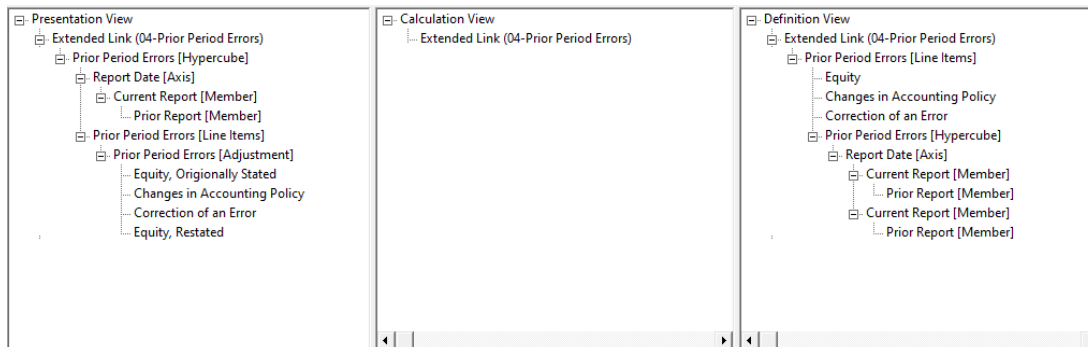 Presentation View
Extended Link (04-Prior Period Errors)
Prior Period Errors [Hypercube]
Report Date [Axis]
Current Report [Member]
Prior Report [Member]
Prior Period Errors [Line Items]
Prior Period Errors [Adjustment]
Equity, Origionally Stated
Changes in Accounting Policy
Correction of an Error
Equity, Restated
Calculation View
Extended Link (04-Prior Period Errors)
Definition View
Extended Link (04-Prior Period Errors)
Prior Period Errors [Line Items]
Equity
Changes in Accounting Policy
Correction of an Error
Prior Period Errors [Hypercube]
Report Date [Axis]
Current Report [Member]
Prior Report [Member]
Current Report [Member]
Prior Report [Member]